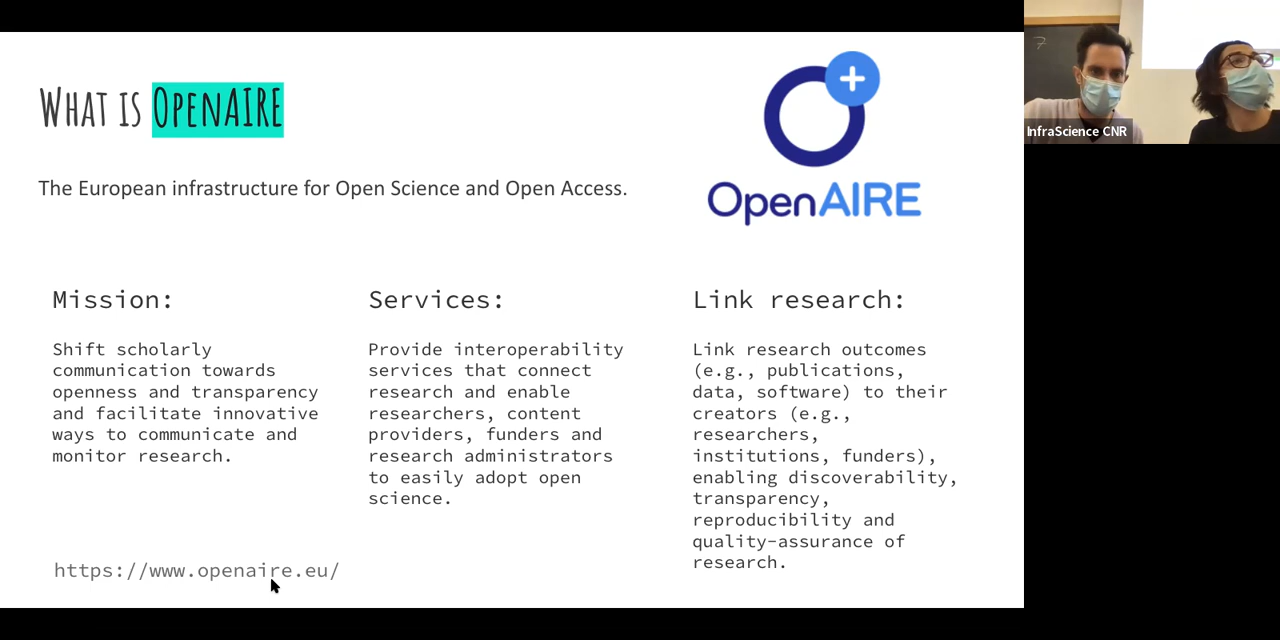 What is OpenAIRE
The European infrastructure for Open Science and Open Access.
OpenAIRE
Mission:
Shift scholarly
communication towards
openness and transparency
and facilitate innovative
ways to communicate and
monitor research.
Services:
Provide interoperability
services that connect
research and enable
researchers, content
providers, funders and
research administrators
to easily adopt open
science.
Link research:
Link research outcomes
(e.g., publications,
data, software) to their
creators (e.g.,
researchers,
institutions, funders),
enabling discoverability,
transparency,
reproducibility and
quality-assurance of
research.
https://www.openaire.eu/
7
InfraScience CNR